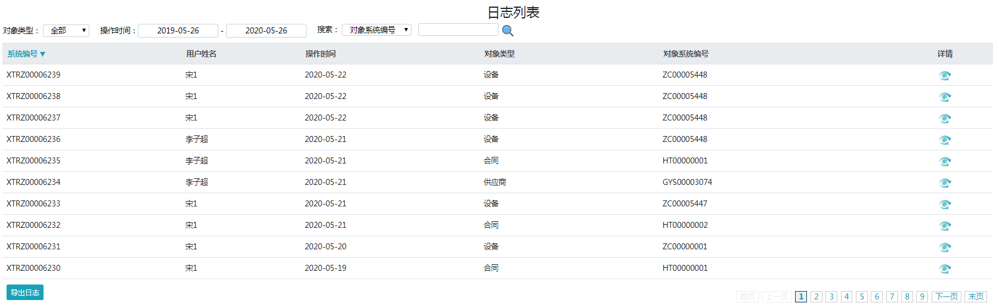 日志列表
对象类型： 全部 ▼ 操作时间： 2019-05-26 - 2020-05-26 搜索： 对象系统编号 ▼
系统编号▼ 用户姓名 操作时间 对象类型 对象系统编号 详情
XTRZ00006239 宋1 2020-05-22 设备 ZC00005448
XTRZ00006238 宋1 2020-05-22 设备 ZC00005448
XTRZ00006237 宋1 2020-05-22 设备 ZC00005448
XTRZ00006236 李子超 2020-05-21 设备 ZC00005448
XTRZ00006235 李子超 2020-05-21 合同 HT00000001
XTRZ00006234 李子超 2020-05-21 供应商 GYS00003074
XTRZ00006233 宋1 2020-05-21 设备 ZC00005447
XTRZ00006232 宋1 2020-05-21 合同 HT00000002
XTRZ00006231 宋1 2020-05-20 设备 ZC00000001
XTRZ00006230 宋1 2020-05-19 合同 HT00000001
导出日志 首页 上一页 1 2 3 4 5 6 7 8 9 下一页 末页